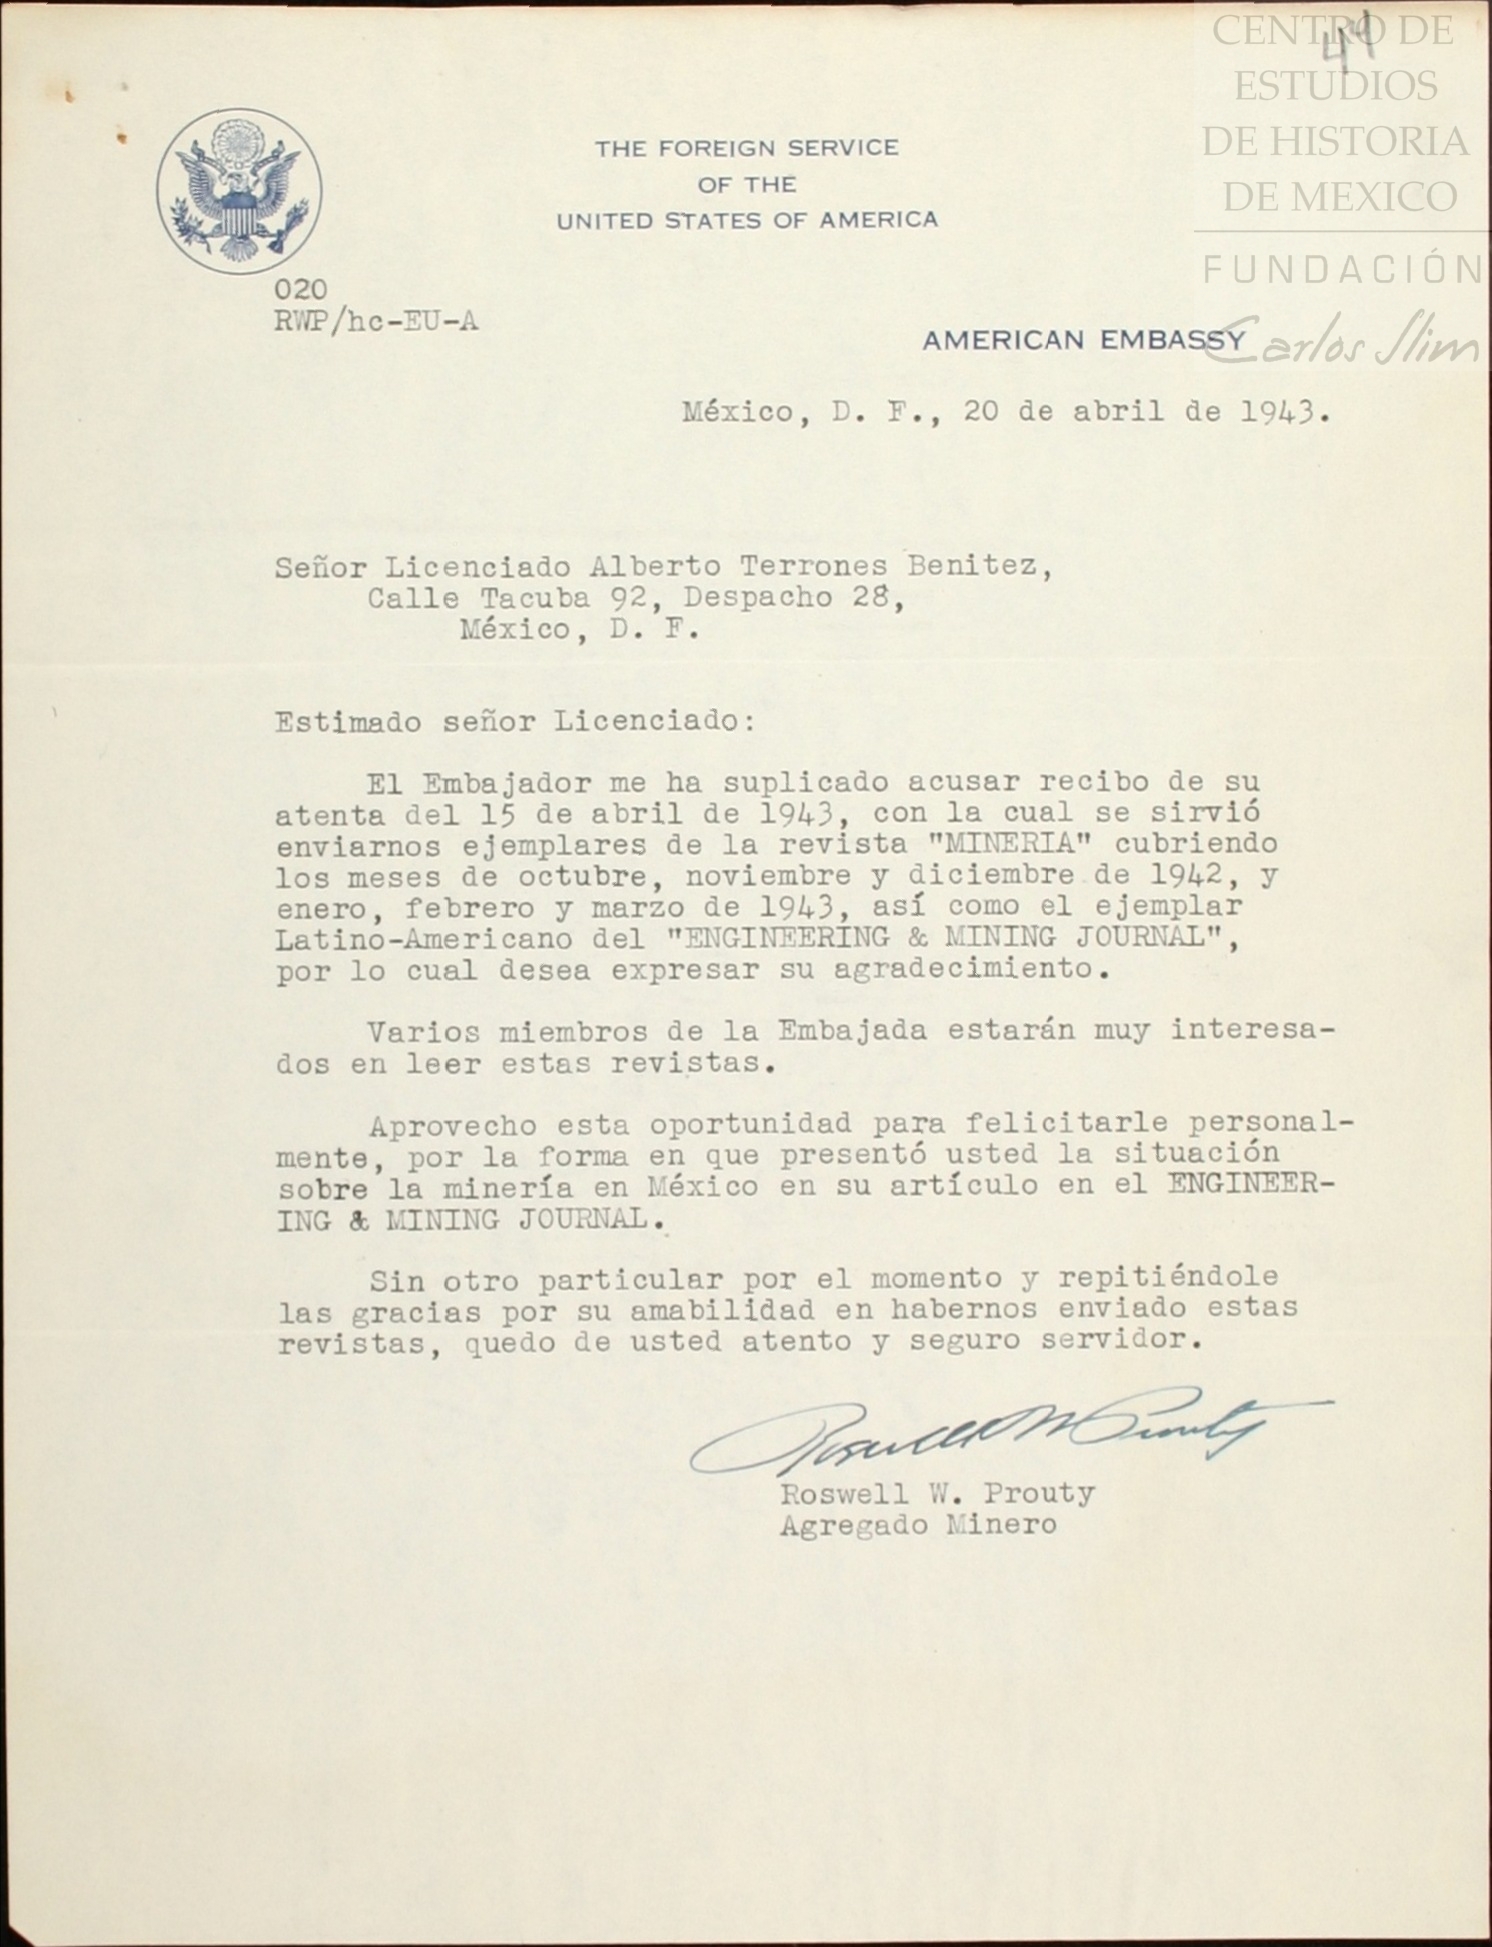 44
CENTRO DE
ESTUDIOS
DE HISTORIA
DE MEXICO
FUNDACIÓN
Carlos Slim
THE FOREIGN SERVICE
OF THE
UNITED STATES OF AMERICA
020
RWP/hc-EU-A
AMERICAN EMBASSY
México, D. F., 20 de abril de 1943.
Señor Licenciado Alberto Terrones Benitez,
Calle Tacuba 92, Despacho 28,
México, D. F.
Estimado señor Licenciado:
El Embajador me ha suplicado acusar recibo de su
atenta del 15 de abril de 1943, con la cual se sirvió
enviarnos ejemplares de la revista "MINERIA" cubriendo
los meses de octubre, noviembre y diciembre de 1942, y
enero, febrero y marzo de 1943, así como el ejemplar
Latino-Americano del "ENGINEERING & MINING JOURNAL",
por lo cual desea expresar su agradecimiento.
Varios miembros de la Embajada estarán muy interesa-
dos en leer estas revistas.
Aprovecho esta oportunidad para felicitarle personal-
mente, por la forma en que presentó usted la situación
sobre la minería en México en su artículo en el ENGINEER-
ING & MINING JOURNAL.
Sin otro particular por el momento y repitiéndole
las gracias por su amabilidad en habernos enviado estas
revistas, quedo de usted atento y seguro servidor.
Roswell W Prouty
Roswell W. Prouty
Agregado Minero